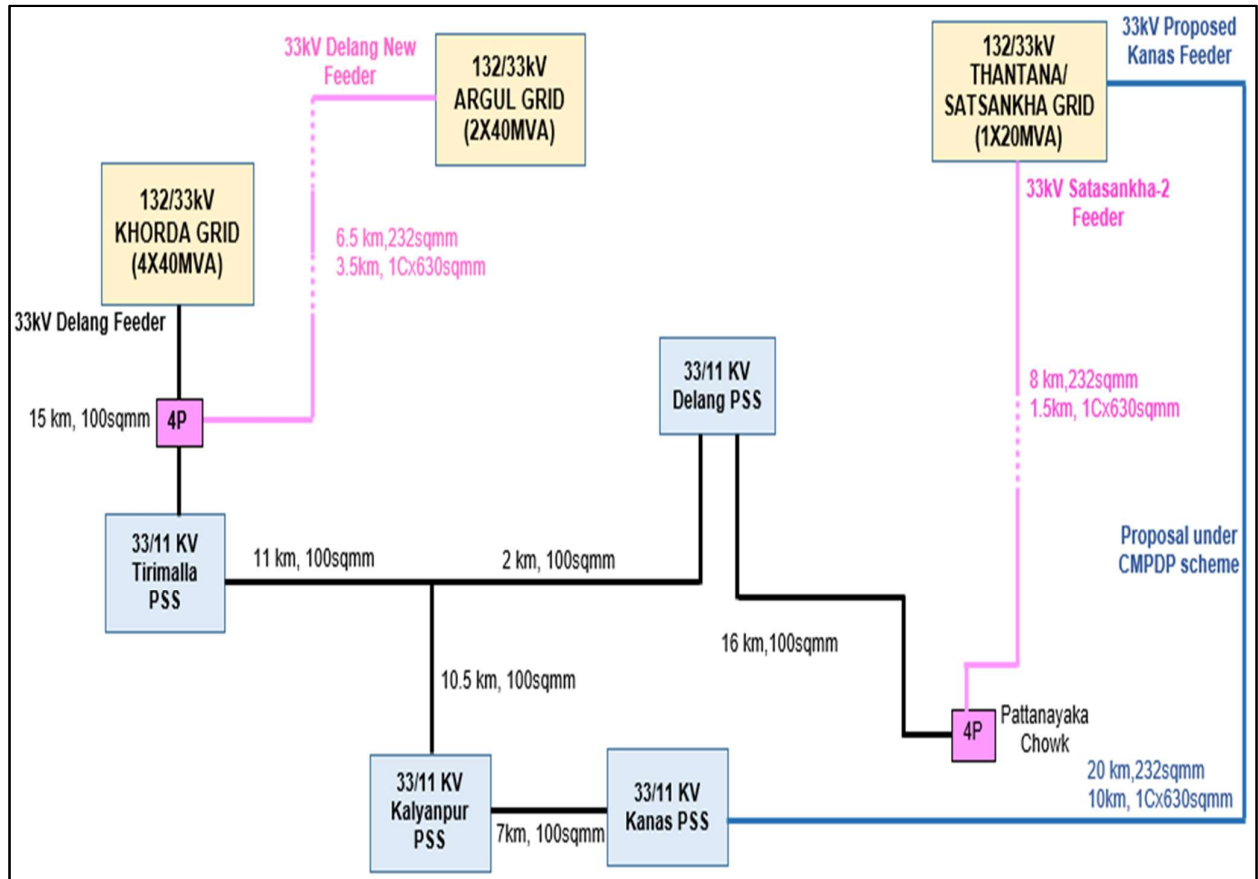 33kV Delang New
Feeder
132/33kV
ARGUL GRID
(2X40MVA)
132/33kV
THANTANA/
SATSANKHA GRID
(1X20MVA)
33kV Proposed
Kanas Feeder
132/33kV
KHORDA GRID
(4X40MVA)
33kV Satasankha-2
Feeder
6.5 km,232sqmm
3.5km, 1Cx630sqmm
33kV Delang Feeder
33/11 KV
Delang PSS
8 km,232sqmm
1.5km, 1Cx630sqmm
15 km, 100sqmm
4P
33/11 KV
Tirimalla
PSS
11 km, 100sqmm
2 km, 100sqmm
Proposal under
CMPDP scheme
16 km,100sqmm
10.5 km, 100sqmm
4P
Pattanayaka
Chowk
33/11 KV
Kalyanpur
PSS
7km, 100sqmm
33/11 KV
Kanas PSS
20 km,232sqmm
10km, 1Cx630sqmm